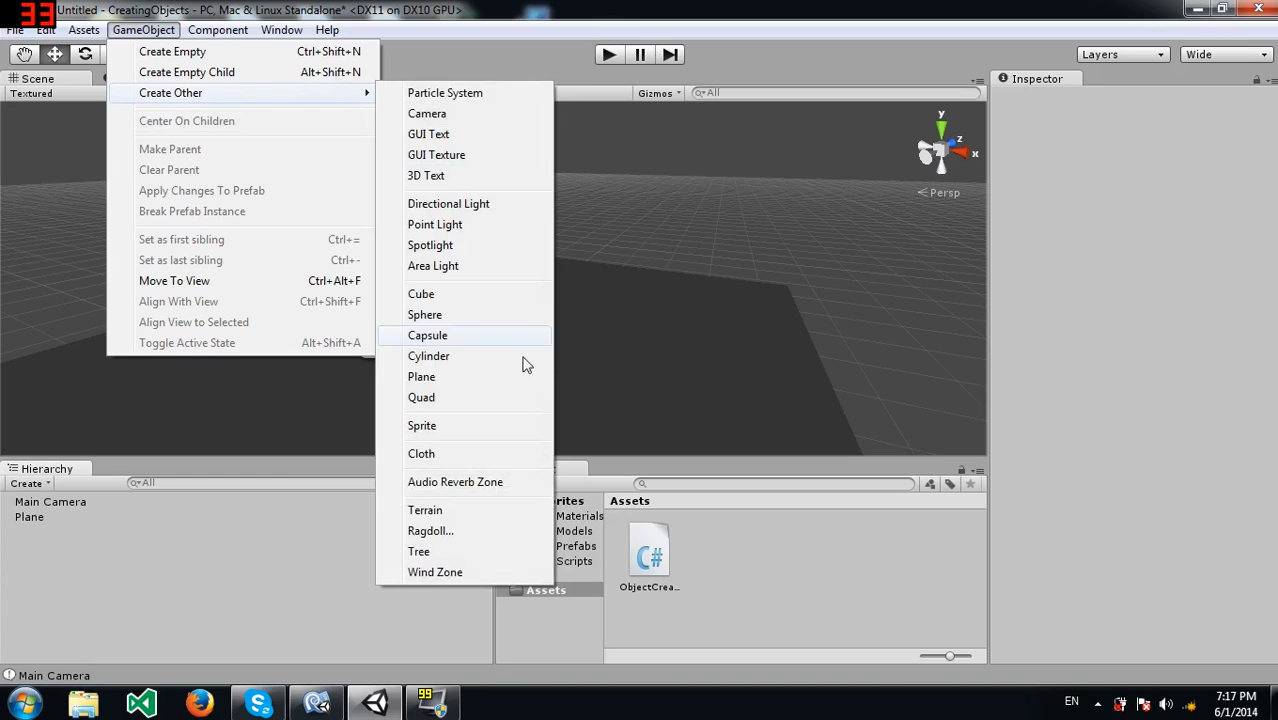 33
Untitled - CreatingObjects - PC, Mac & Linux Standalone* <DX11 on DX10 GPU>
File Edit Assets GameObject Component Window Help
Layers Wide
Scene
Inspector
Textured
Gizmos
All
Create Empty Ctrl+Shift+N
Create Empty Child Alt+Shift+N
Create Other
Center On Children
Make Parent
Clear Parent
Apply Changes To Prefab
Break Prefab Instance
Set as first sibling Ctrl+=
Set as last sibling Ctrl+-
Move To View Ctrl+Alt+F
Align With View Ctrl+Shift+F
Align View to Selected
Toggle Active State Alt+Shift+A
Particle System
Camera
GUI Text
GUI Texture
3D Text
Directional Light
Point Light
Spotlight
Area Light
Cube
Sphere
Capsule
Cylinder
Plane
Quad
Sprite
Cloth
Audio Reverb Zone
Terrain
Ragdoll...
Tree
Wind Zone
y
z
x
Persp
Hierarchy
Create
All
Main Camera
Plane
Materials
Models
Prefabs
Scripts
Assets
Assets
C#
ObjectCrea...
Main Camera
99
EN
7:17 PM
6/1/2014